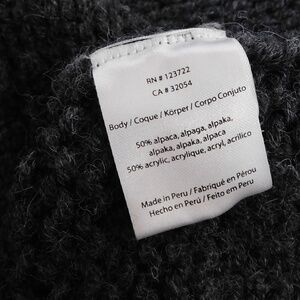 RN # 123722
CA # 32054
Body / Coque / Körper / Corpo Conjuto
50% alpaca, alpaga, alpaka,
alpaka, alpaka, alpaca
50% acrylic, acrylique, acryl, acrilico
Made in Peru / Fabriqué en Pérou
Hecho en Perú / Feito em Peru